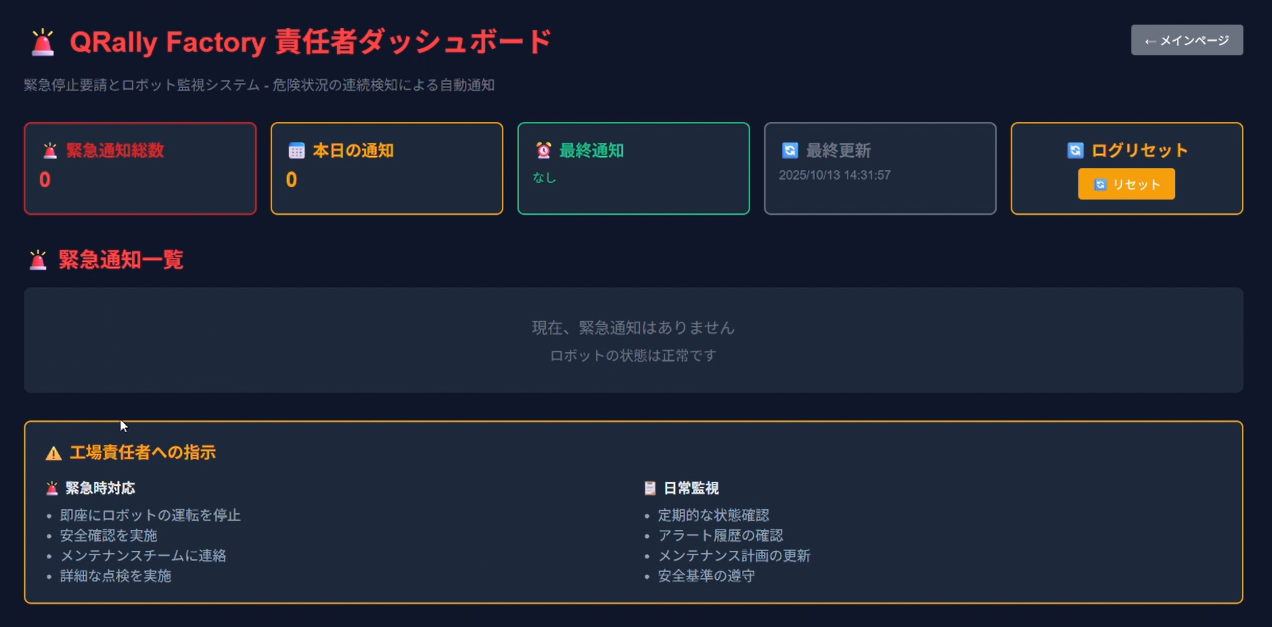 QRally Factory 責任者ダッシュボード
← メインページ
緊急停止要請とロボット監視システム - 危険状況の連続検知による自動通知
緊急通知総数
0
本日の通知
0
最終通知
なし
最終更新
2025/10/13 14:31:57
ログリセット
リセット
緊急通知一覧
現在、緊急通知はありません
ロボットの状態は正常です
工場責任者への指示
緊急時対応
• 即座にロボットの運転を停止
• 安全確認を実施
• メンテナンスチームに連絡
• 詳細な点検を実施
日常監視
• 定期的な状態確認
• アラート履歴の確認
• メンテナンス計画の更新
• 安全基準の遵守